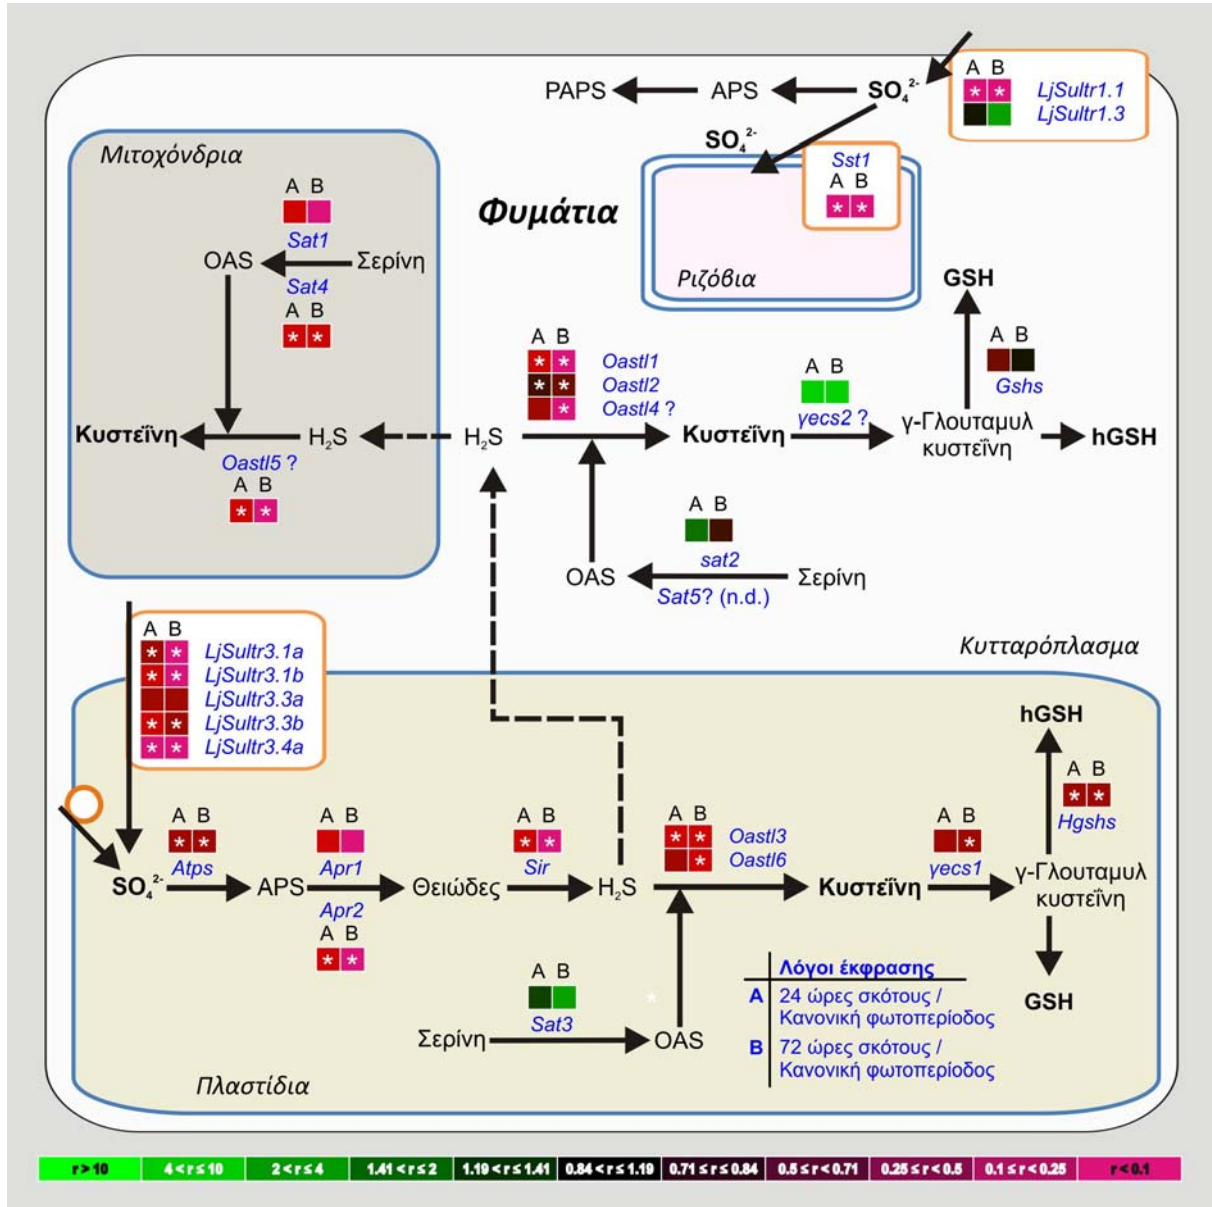 PAPS
APS
SO₄²⁻
A B
* *
LjSultr1.1
LjSultr1.3
Μιτοχόνδρια
SO₄²⁻
Sst1
A B
* *
Ριζόβια
Φυμάτια
A B
Sat1
OAS
Σερίνη
Sat4
A B
* *
GSH
A B
* * Oastl1
* * Oastl2
* Oastl4 ?
A B
γecs2 ?
A B
Gshs
Κυστεΐνη
H₂S
H₂S
Κυστεΐνη
γ-Γλουταμυλ
κυστεΐνη
hGSH
Oastl5 ?
A B
* *
A B
sat2
OAS
Σερίνη
Sat5? (n.d.)
Κυτταρόπλασμα
A B
* * LjSultr3.1a
* * LjSultr3.1b
LjSultr3.3a
* * LjSultr3.3b
* * LjSultr3.4a
hGSH
A B
* *
Hgshs
A B
* *
Atps
A B
Apr1
A B
* *
Sir
A B
* * Oastl3
* Oastl6
A B
*
γecs1
SO₄²⁻
APS
Θειώδες
H₂S
Κυστεΐνη
γ-Γλουταμυλ
κυστεΐνη
Apr2
A B
* *
A B
Sat3
*
Σερίνη
OAS
GSH
Λόγοι έκφρασης
A 24 ώρες σκότους /
Κανονική φωτοπερίοδος
B 72 ώρες σκότους /
Κανονική φωτοπερίοδος
Πλαστίδια
r > 10 4 < r ≤ 10 2 < r ≤ 4 1.41 < r ≤ 2 1.19 < r ≤ 1.41 0.84 < r ≤ 1.19 0.71 ≤ r ≤ 0.84 0.5 ≤ r < 0.71 0.25 ≤ r < 0.5 0.1 ≤ r < 0.25 r < 0.1